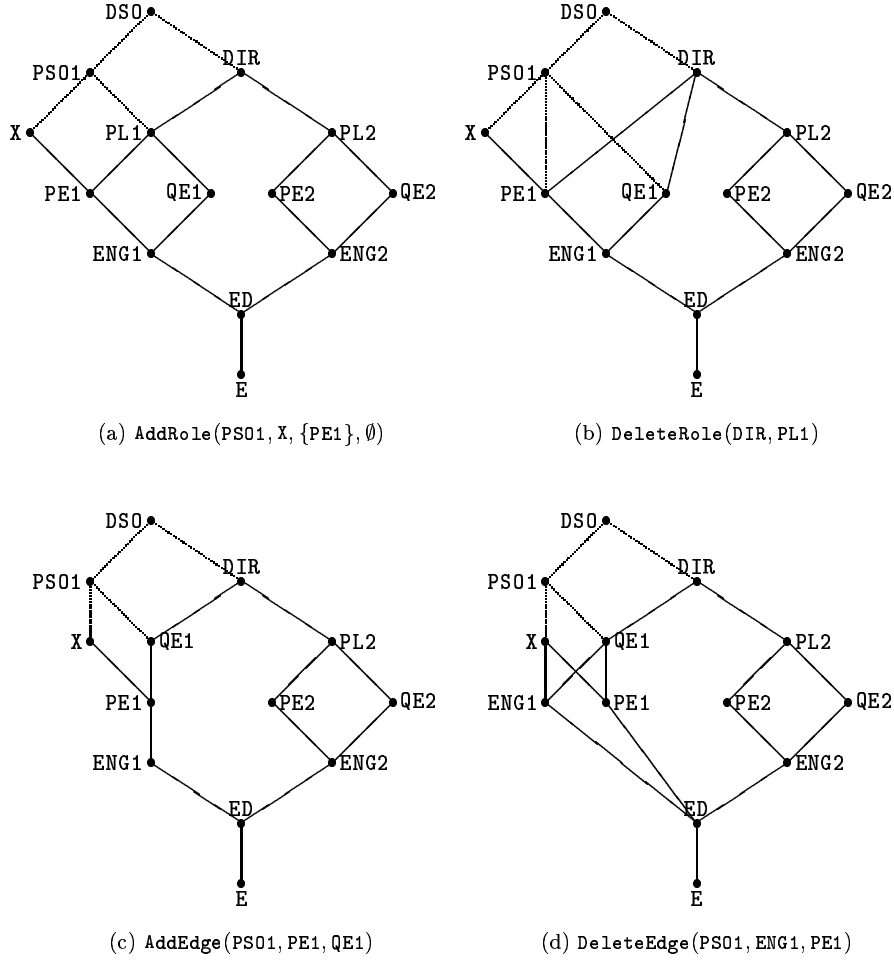 DSO
DIR
PSO1
X
PL1
PL2
PE1
QE1
PE2
QE2
ENG1
ENG2
ED
E
(a) AddRole(PSO1, X, {PE1}, ∅)
DSO
DIR
PSO1
X
PL2
PE1
QE1
PE2
QE2
ENG1
ENG2
ED
E
(b) DeleteRole(DIR, PL1)
DSO
DIR
PSO1
X
QE1
PL2
PE1
PE2
QE2
ENG1
ENG2
ED
E
(c) AddEdge(PSO1, PE1, QE1)
DSO
DIR
PSO1
X
QE1
PL2
ENG1
PE1
PE2
QE2
ENG2
ED
E
(d) DeleteEdge(PSO1, ENG1, PE1)